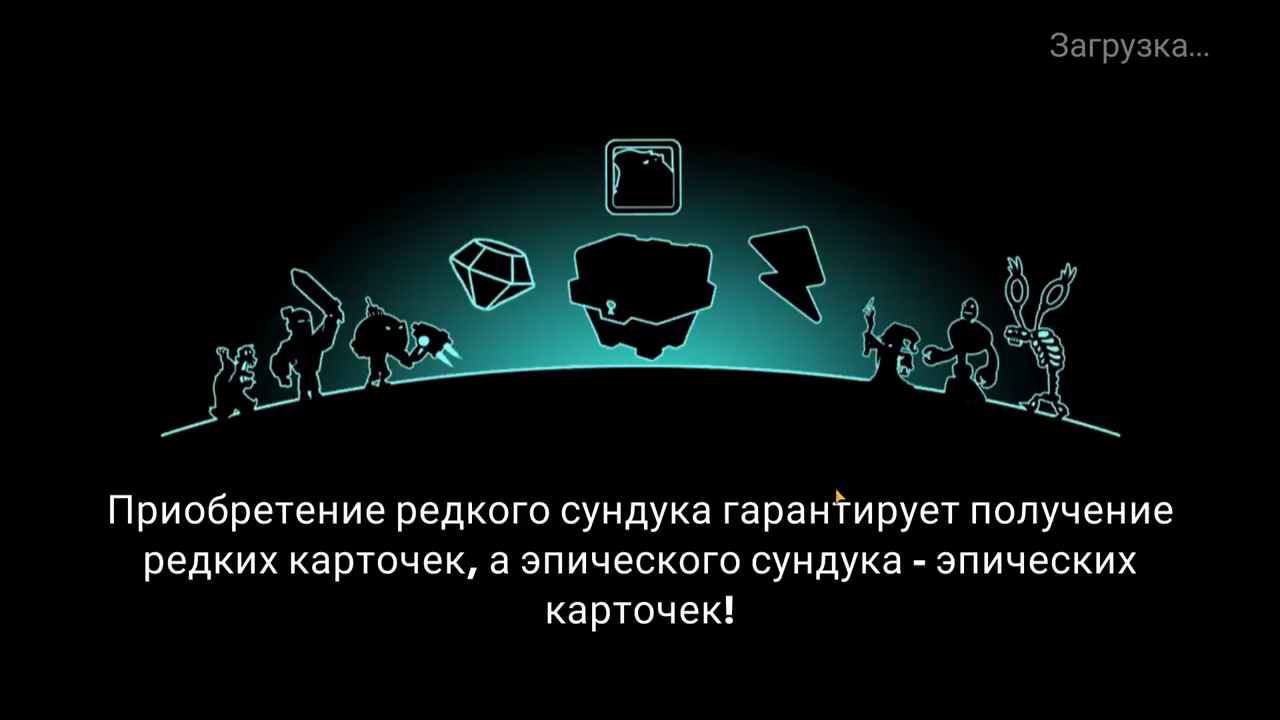 Загрузка...
Приобретение редкого сундука гарантирует получение
редких карточек, а эпического сундука - эпических
карточек!